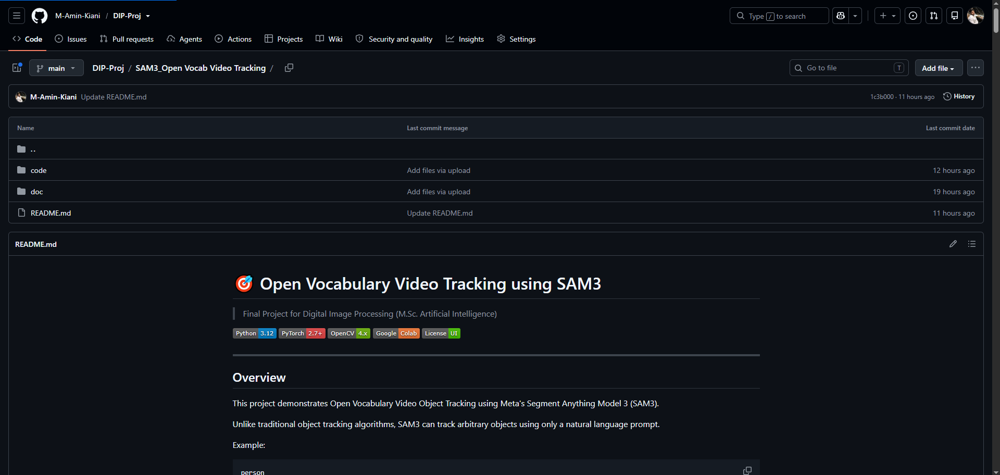 M-Amin-Kiani / DIP-Proj
Type / to search
Code Issues Pull requests Agents Actions Projects Wiki Security and quality Insights Settings
main DIP-Proj / SAM3_Open Vocab Video Tracking /
Go to file T Add file ...
M-Amin-Kiani Update README.md 1c3b000 · 11 hours ago History
Name Last commit message Last commit date
..
code Add files via upload 12 hours ago
doc Add files via upload 19 hours ago
README.md Update README.md 11 hours ago
README.md
🎯 Open Vocabulary Video Tracking using SAM3
Final Project for Digital Image Processing (M.Sc. Artificial Intelligence)
Python 3.12 PyTorch 2.7+ OpenCV 4.x Google Colab License UI
Overview
This project demonstrates Open Vocabulary Video Object Tracking using Meta's Segment Anything Model 3 (SAM3).
Unlike traditional object tracking algorithms, SAM3 can track arbitrary objects using only a natural language prompt.
Example:
person